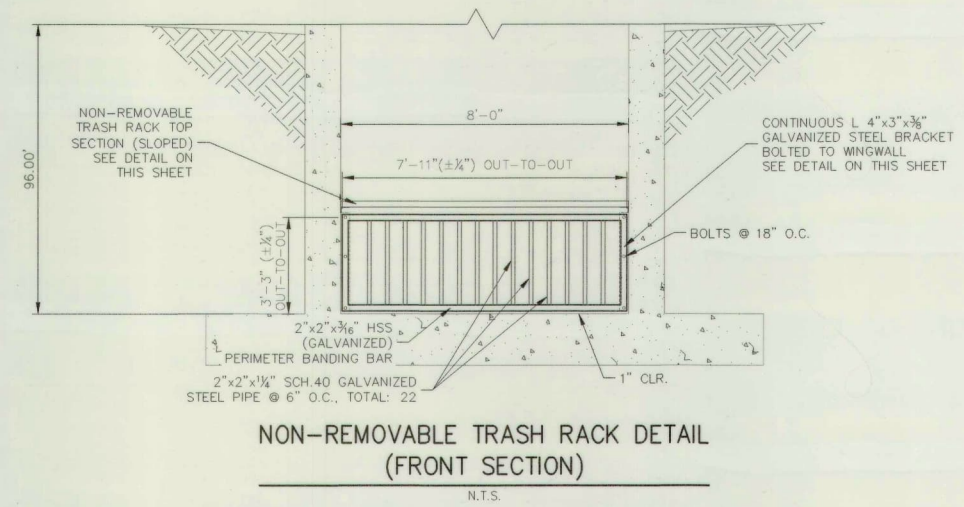 NON-REMOVABLE
TRASH RACK TOP
SECTION (SLOPED)
SEE DETAIL ON
THIS SHEET
96.00'
8'-0"
7'-11"(±¼") OUT-TO-OUT
3'-3" (±¼")
OUT-TO-OUT
CONTINUOUS L 4"x3"x⅜"
GALVANIZED STEEL BRACKET
BOLTED TO WINGWALL
SEE DETAIL ON THIS SHEET
BOLTS @ 18" O.C.
2"x2"x3/16" HSS
(GALVANIZED)
PERIMETER BANDING BAR
2"x2"x¼" SCH.40 GALVANIZED
STEEL PIPE @ 6" O.C., TOTAL: 22
1" CLR.
NON-REMOVABLE TRASH RACK DETAIL
(FRONT SECTION)
N.T.S.